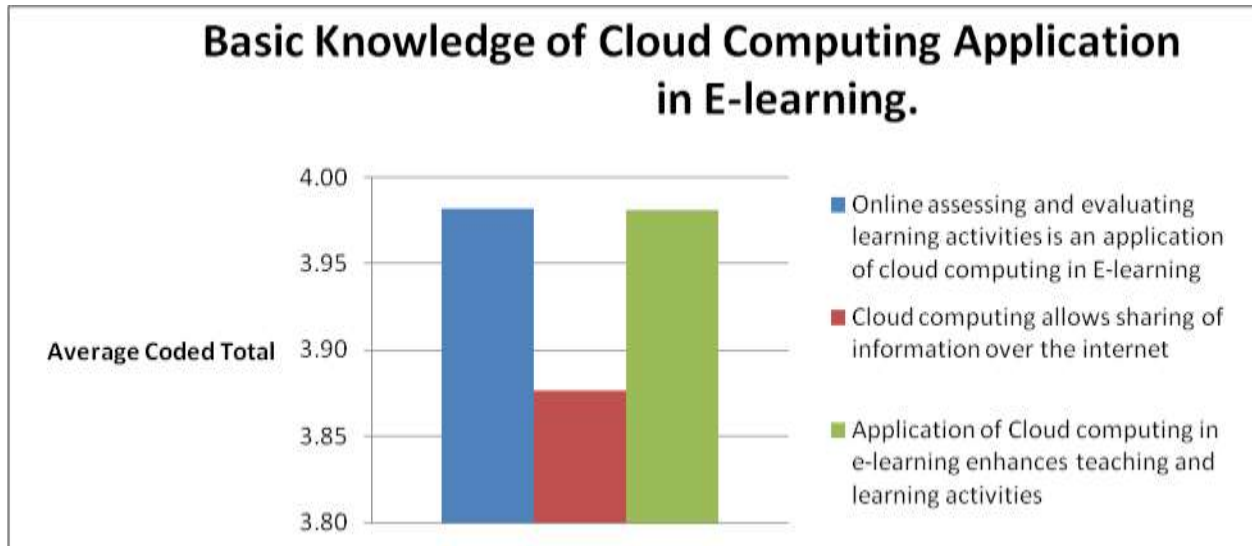 Basic Knowledge of Cloud Computing Application
in E-learning.
4.00
3.95
Average Coded Total 3.90
3.85
3.80
Online assessing and evaluating
learning activities is an application
of cloud computing in E-learning
Cloud computing allows sharing of
information over the internet
Application of Cloud computing in
e-learning enhances teaching and
learning activities